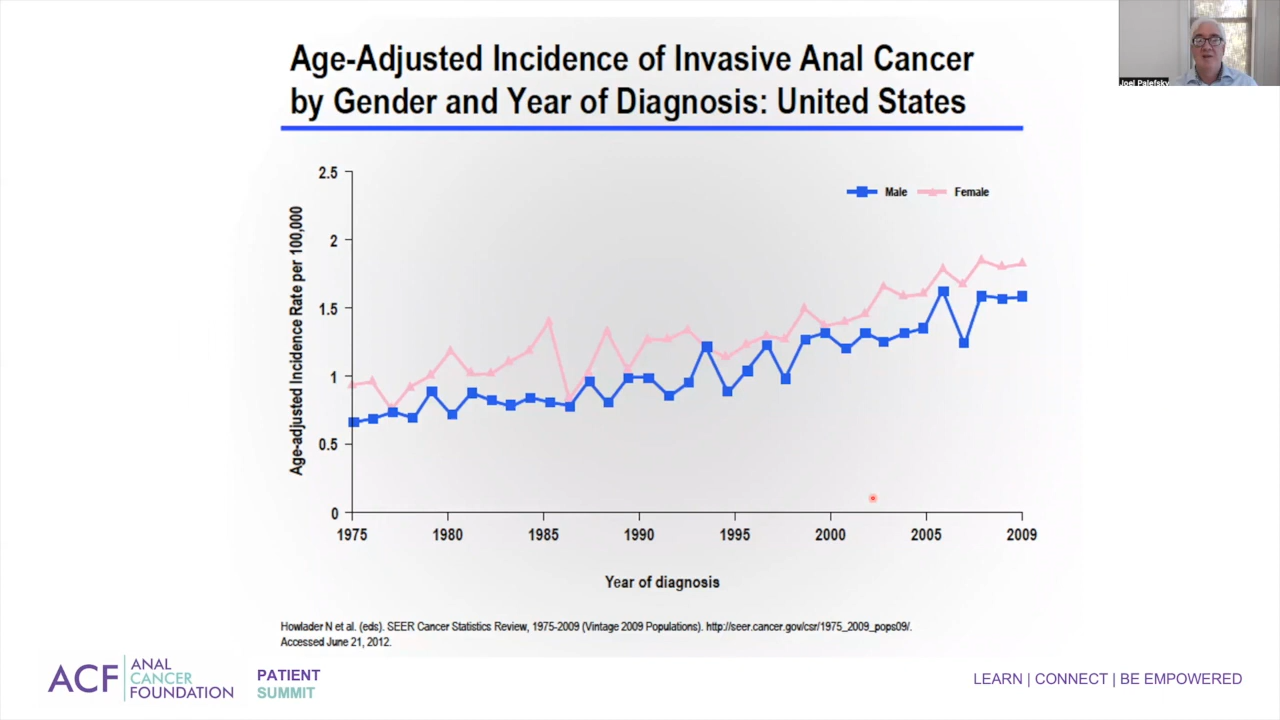 Age-Adjusted Incidence of Invasive Anal Cancer
by Gender and Year of Diagnosis: United States
Joel Palefsky
Male
Female
2.5
2
1.5
1
0.5
0
Age-adjusted Incidence Rate per 100,000
1975
1980
1985
1990
1995
2000
2005
2009
Year of diagnosis
Howlader N et al. (eds). SEER Cancer Statistics Review, 1975-2009 (Vintage 2009 Populations). http://seer.cancer.gov/csr/1975_2009_pops09/.
Accessed June 21, 2012.
ACF
ANAL
CANCER
FOUNDATION
PATIENT
SUMMIT
LEARN | CONNECT | BE EMPOWERED